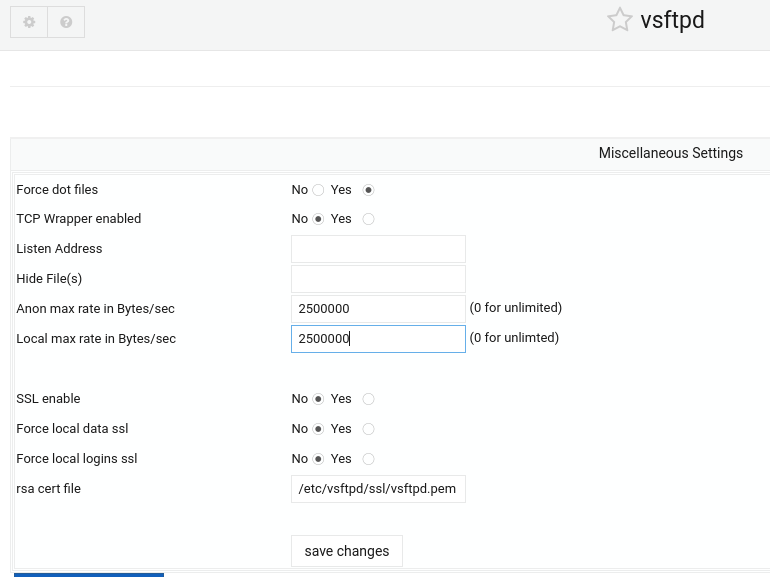 vsftpd
Miscellaneous Settings
Force dot files No Yes
TCP Wrapper enabled No Yes
Listen Address
Hide File(s)
Anon max rate in Bytes/sec 2500000 (0 for unlimited)
Local max rate in Bytes/sec 2500000 (0 for unlimted)
SSL enable No Yes
Force local data ssl No Yes
Force local logins ssl No Yes
rsa cert file /etc/vsftpd/ssl/vsftpd.pem
save changes